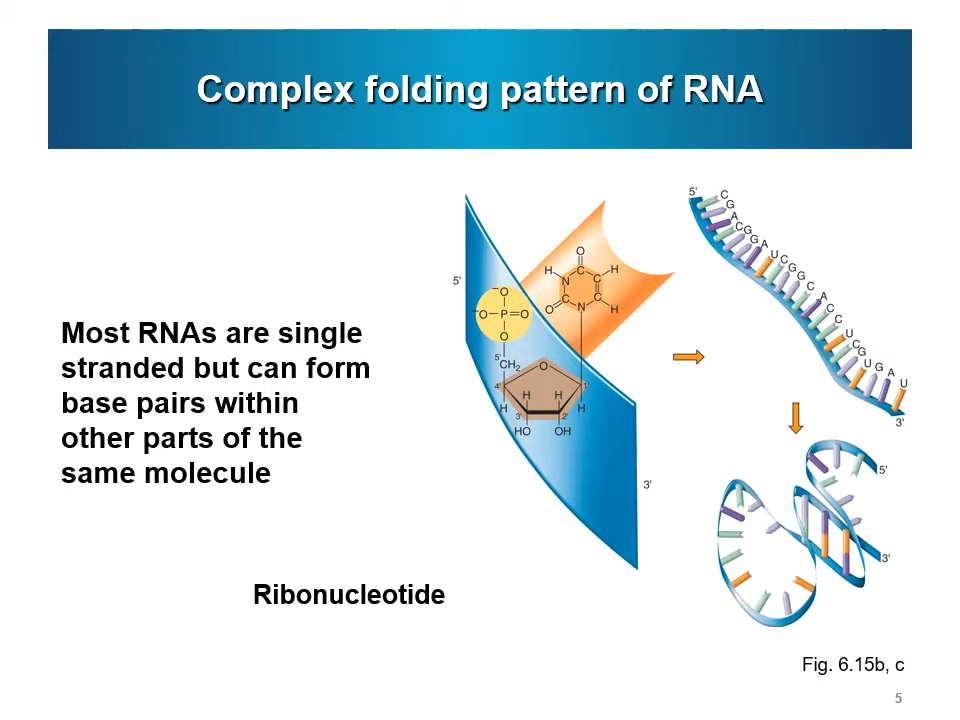 Complex folding pattern of RNA
Most RNAs are single
stranded but can form
base pairs within
other parts of the
same molecule
Ribonucleotide
5'
O
H
O
C
H
N
C
C
C
O
N
H
–O
–O–P=O
O
5'
CH2
O
4'
1'
H
H
H
H
3'
2'
HO
OH
3'
5'
C
G
A
C
G
G
A
U
C
G
G
C
A
C
C
U
C
G
U
G
A
U
3'
5'
3'
Fig. 6.15b, c
5